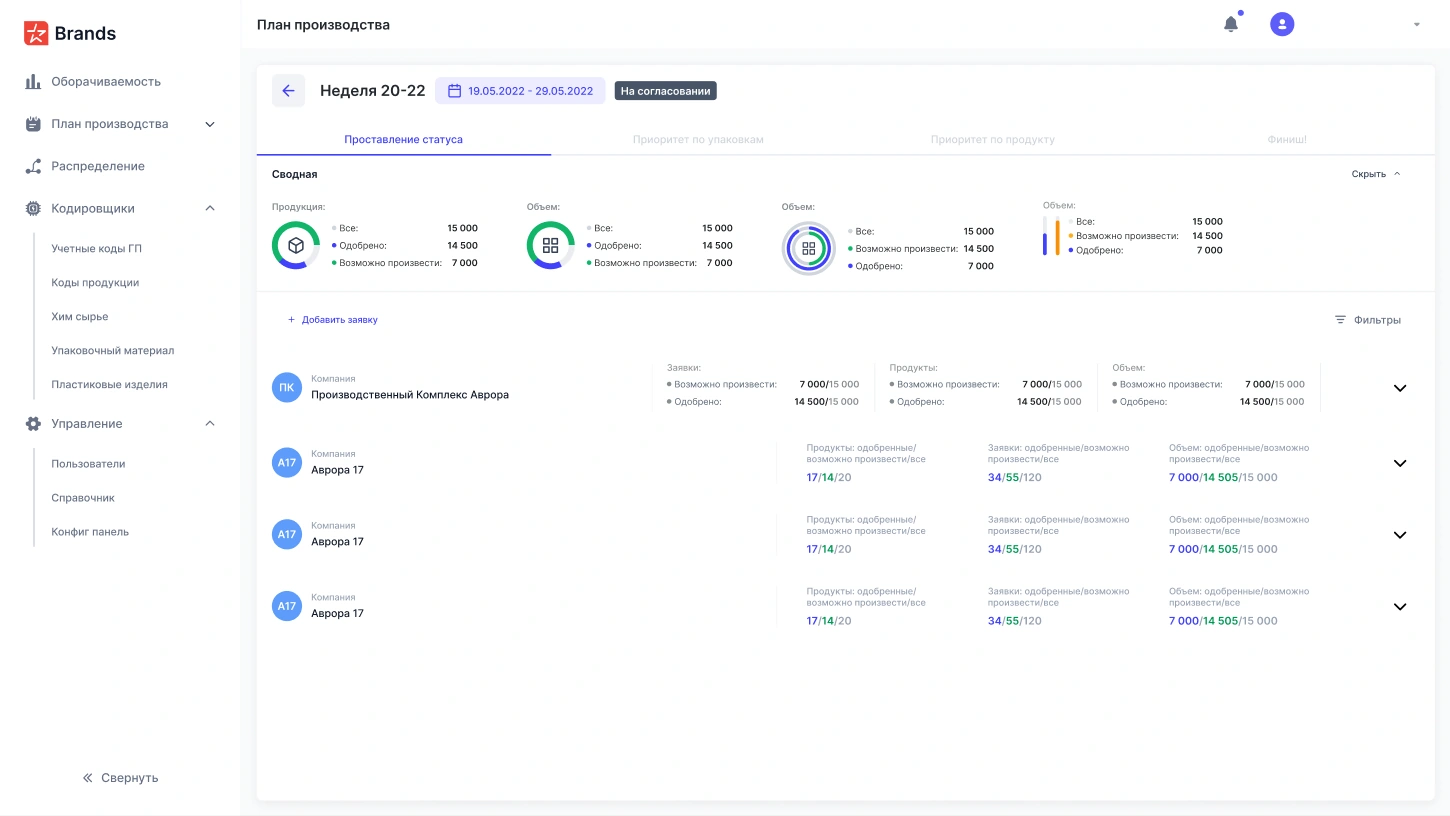 Brands
План производства
Оборачиваемость
План производства
Распределение
Кодировщики
Учетные коды ГП
Коды продукции
Хим сырье
Упаковочный материал
Пластиковые изделия
Управление
Пользователи
Справочник
Конфиг панель
Свернуть
Неделя 20-22
19.05.2022 - 29.05.2022
На согласовании
Проставление статуса
Приоритет по упаковкам
Приоритет по продукту
Финиш!
Сводная
Скрыть
Продукция:
Все: 15 000
Одобрено: 14 500
Возможно произвести: 7 000
Объем:
Все: 15 000
Одобрено: 14 500
Возможно произвести: 7 000
Объем:
Все: 15 000
Возможно произвести: 14 500
Одобрено: 7 000
Объем:
Все: 15 000
Возможно произвести: 14 500
Одобрено: 7 000
+ Добавить заявку
Фильтры
ПК
Компания
Производственный Комплекс Аврора
Заявки:
Возможно произвести: 7 000/15 000
Одобрено: 14 500/15 000
Продукты:
Возможно произвести: 7 000/15 000
Одобрено: 14 500/15 000
Объем:
Возможно произвести: 7 000/15 000
Одобрено: 14 500/15 000
А17
Компания
Аврора 17
Продукты: одобренные/
возможно произвести/все
17/14/20
Заявки: одобренные/возможно
произвести/все
34/55/120
Объем: одобренные/возможно
произвести/все
7 000/14 505/15 000
А17
Компания
Аврора 17
Продукты: одобренные/
возможно произвести/все
17/14/20
Заявки: одобренные/возможно
произвести/все
34/55/120
Объем: одобренные/возможно
произвести/все
7 000/14 505/15 000
А17
Компания
Аврора 17
Продукты: одобренные/
возможно произвести/все
17/14/20
Заявки: одобренные/возможно
произвести/все
34/55/120
Объем: одобренные/возможно
произвести/все
7 000/14 505/15 000